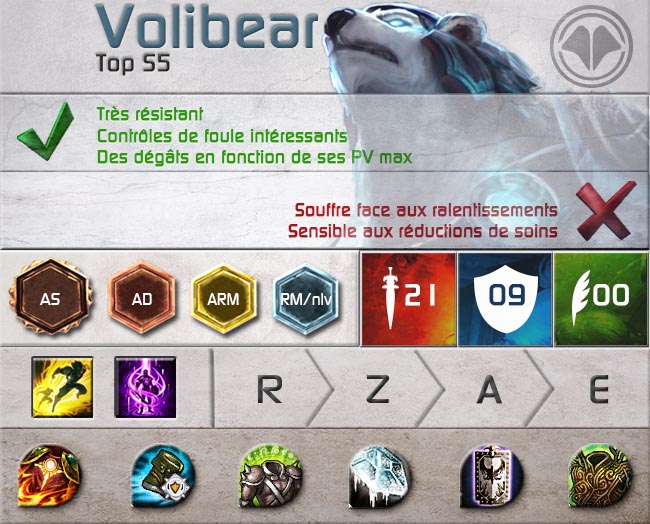 Volibear
Top S5
Très résistant
Contrôles de foule intéressants
Des dégâts en fonction de ses PV max
Souffre face aux ralentissements
Sensible aux réductions de soins
AS
AD
ARM
RM/nlv
21
09
00
R
Z
A
E